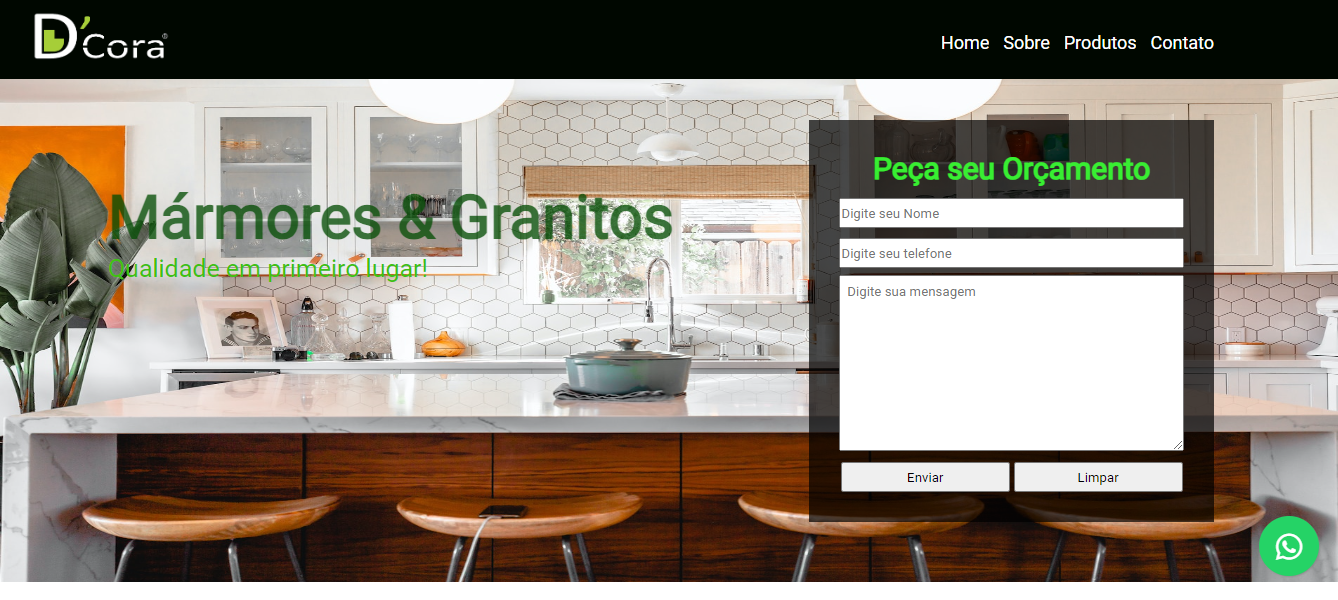 D'Cora®
Home Sobre Produtos Contato
Mármores & Granitos
Qualidade em primeiro lugar!
Peça seu Orçamento
Digite seu Nome
Digite seu telefone
Digite sua mensagem
Enviar Limpar